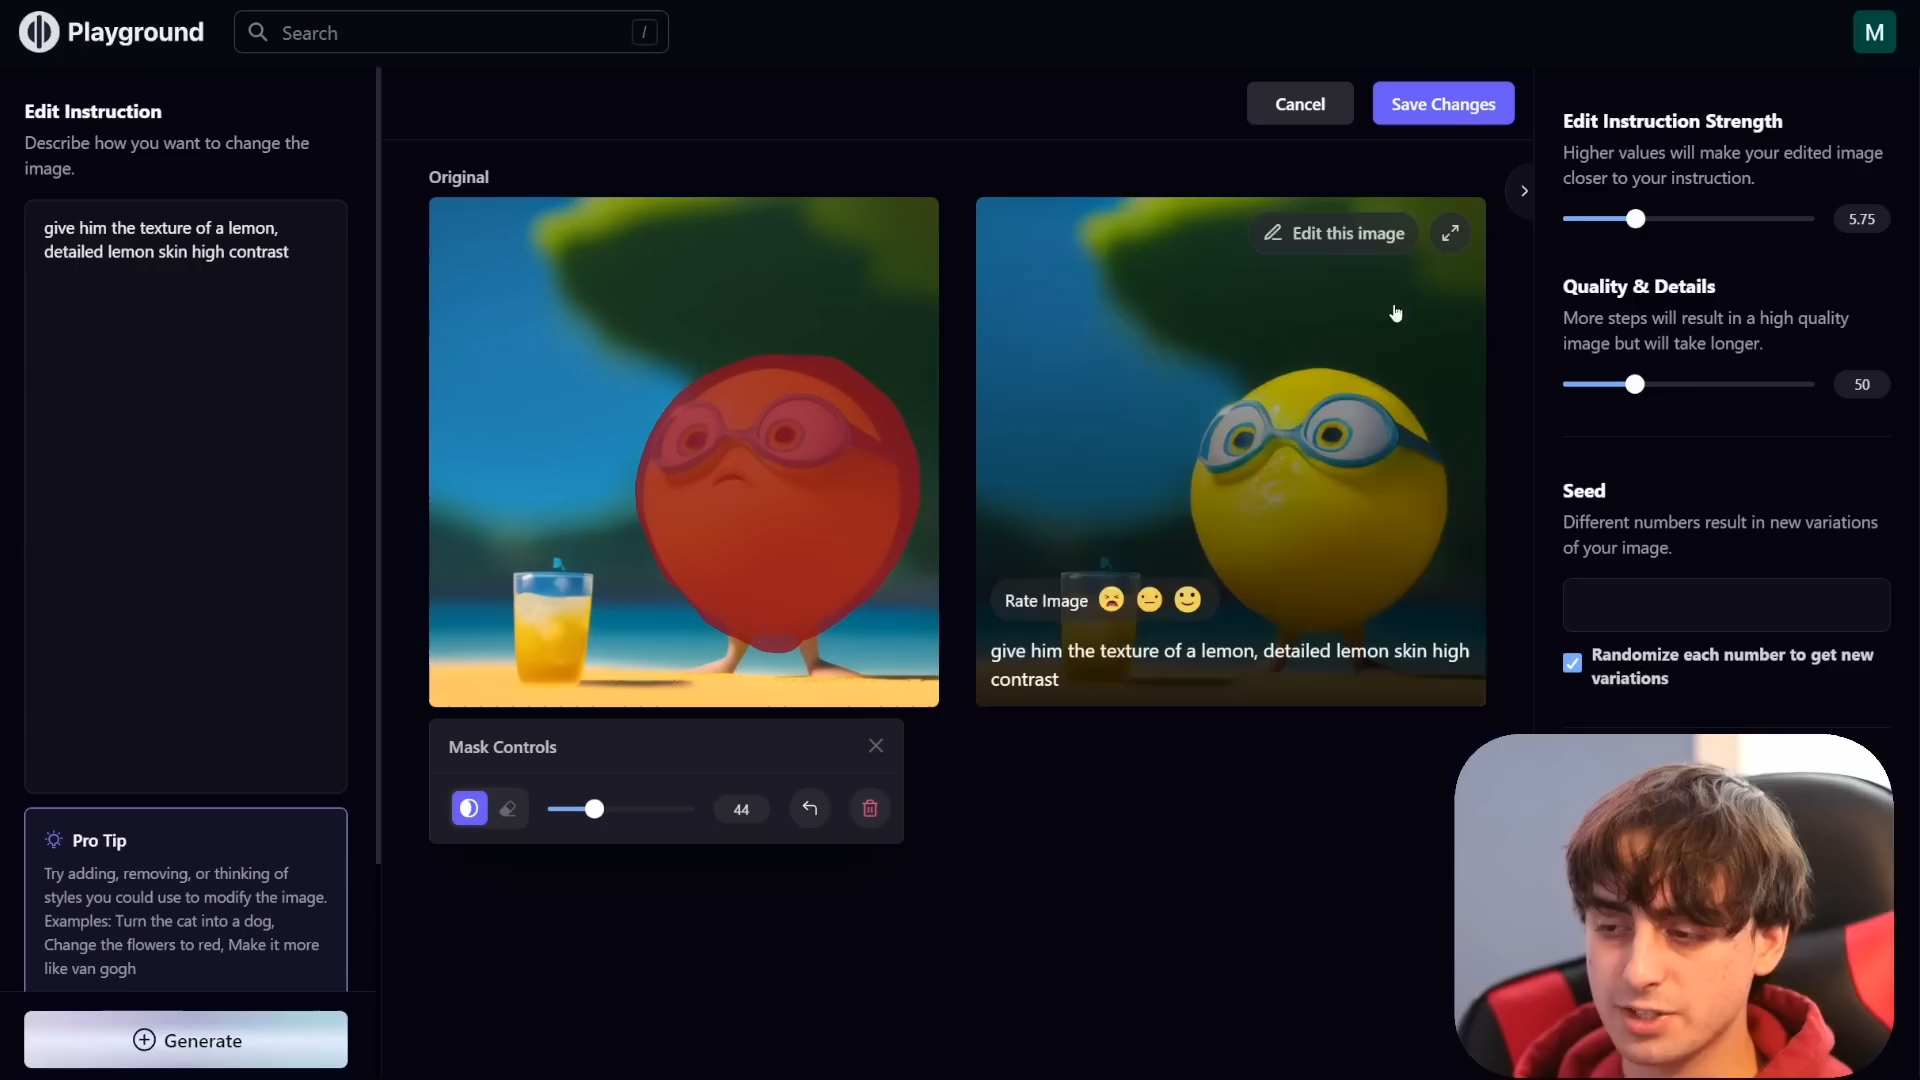 Playground
Search
/
M
Edit Instruction
Describe how you want to change the
image.
give him the texture of a lemon,
detailed lemon skin high contrast
Pro Tip
Try adding, removing, or thinking of
styles you could use to modify the image.
Examples: Turn the cat into a dog,
Change the flowers to red, Make it more
like van gogh
Generate
Cancel
Save Changes
Original
Edit this image
Rate Image
give him the texture of a lemon, detailed lemon skin high
contrast
Mask Controls
44
Edit Instruction Strength
Higher values will make your edited image
closer to your instruction.
5.75
Quality & Details
More steps will result in a high quality
image but will take longer.
50
Seed
Different numbers result in new variations
of your image.
Randomize each number to get new
variations